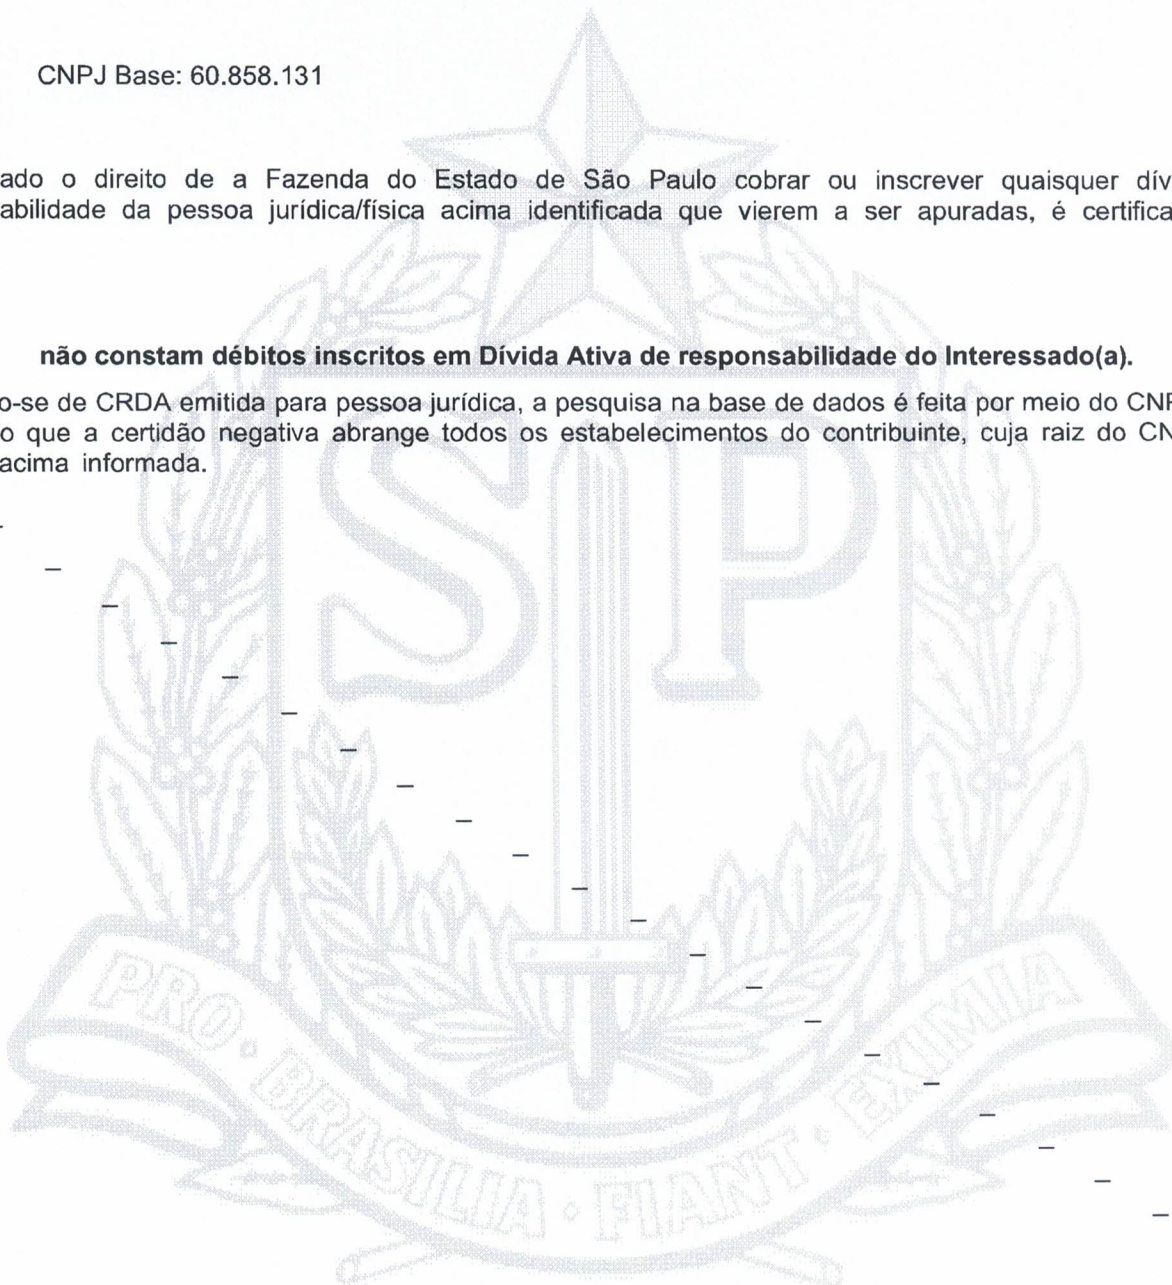 CNPJ Base: 60.858.131
ado o direito de a Fazenda do Estado de São Paulo cobrar ou inscrever quaisquer dív
abilidade da pessoa jurídica/física acima identificada que vierem a ser apuradas, é certifica
não constam débitos inscritos em Dívida Ativa de responsabilidade do Interessado(a).
o-se de CRDA emitida para pessoa jurídica, a pesquisa na base de dados é feita por meio do CNP
o que a certidão negativa abrange todos os estabelecimentos do contribuinte, cuja raiz do CN
acima informada.
SP
PRO • BRASILIA • FIANT • EXIMIA